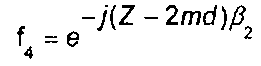 f₄ = e^{-j(Z - 2md)β₂}